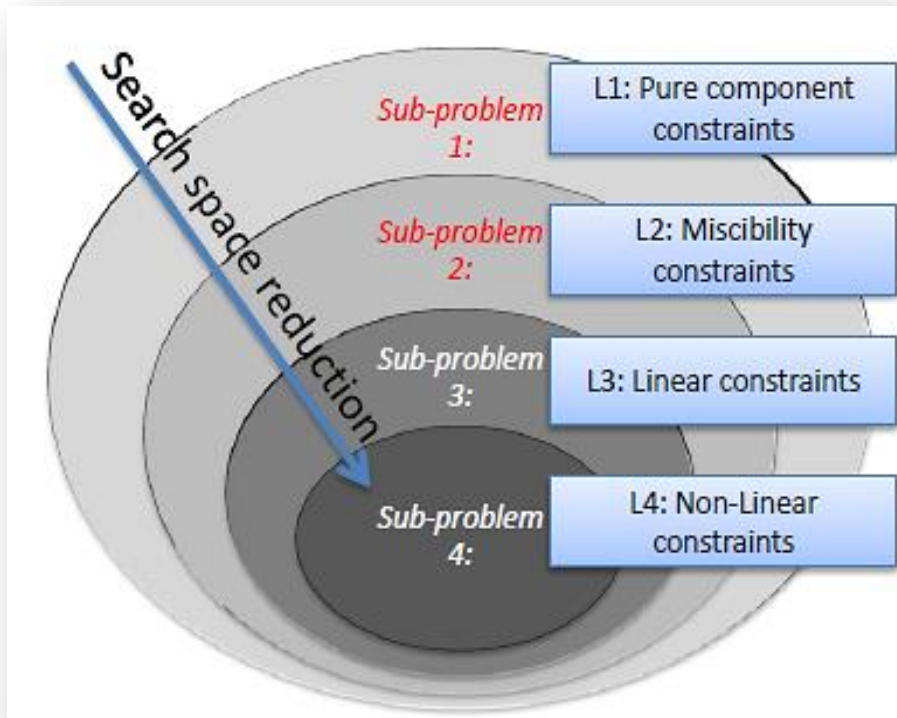 Search space reduction
Sub-problem
1:
L1: Pure component
constraints
Sub-problem
2:
L2: Miscibility
constraints
Sub-problem
3:
L3: Linear constraints
Sub-problem
4:
L4: Non-Linear
constraints